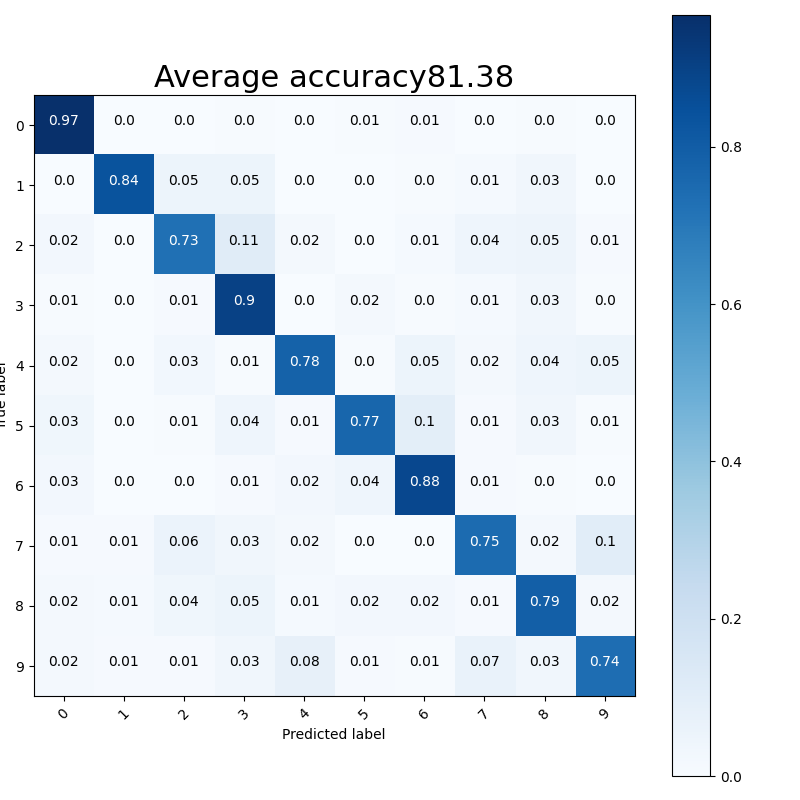 Average accuracy81.38
0 0.97 0.0 0.0 0.0 0.0 0.01 0.01 0.0 0.0 0.0
1 0.0 0.84 0.05 0.05 0.0 0.0 0.0 0.01 0.03 0.0
2 0.02 0.0 0.73 0.11 0.02 0.0 0.01 0.04 0.05 0.01
3 0.01 0.0 0.01 0.9 0.0 0.02 0.0 0.01 0.03 0.0
4 0.02 0.0 0.03 0.01 0.78 0.0 0.05 0.02 0.04 0.05
5 0.03 0.0 0.01 0.04 0.01 0.77 0.1 0.01 0.03 0.01
6 0.03 0.0 0.0 0.01 0.02 0.04 0.88 0.01 0.0 0.0
7 0.01 0.01 0.06 0.03 0.02 0.0 0.0 0.75 0.02 0.1
8 0.02 0.01 0.04 0.05 0.01 0.02 0.02 0.01 0.79 0.02
9 0.02 0.01 0.01 0.03 0.08 0.01 0.01 0.07 0.03 0.74
0 1 2 3 4 5 6 7 8 9
Predicted label
label
0.8
0.6
0.4
0.2
0.0